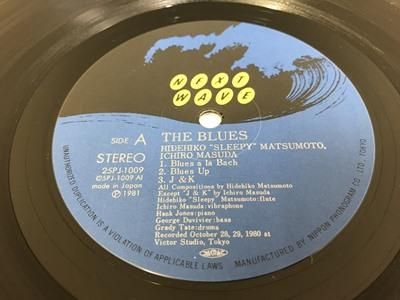 NEXT
WAVE
SIDE A
THE BLUES
STEREO
25PJ-1009
(25PJ-1009 A)
made in Japan
Ⓟ 1981
HIDEHIKO "SLEEPY" MATSUMOTO,
ICHIRO MASUDA
1. Blues a la Bach
2. Blues Up
3. J & K
All Compositions by Hidehiko Matsumoto
Except "J & K" by Ichiro Masuda
Hidehiko "Sleepy" Matsumoto:flute
Ichiro Masuda:vibraphone
Hank Jones:piano
George Duvivier:bass
Grady Tate:drums
Recorded October 28, 29, 1980 at
Victor Studio, Tokyo
UNAUTHORIZED DUPLICATION IS A VIOLATION OF APPLICABLE LAWS
MANUFACTURED BY NIPPON PHONOGRAM CO. LTD., TOKYO